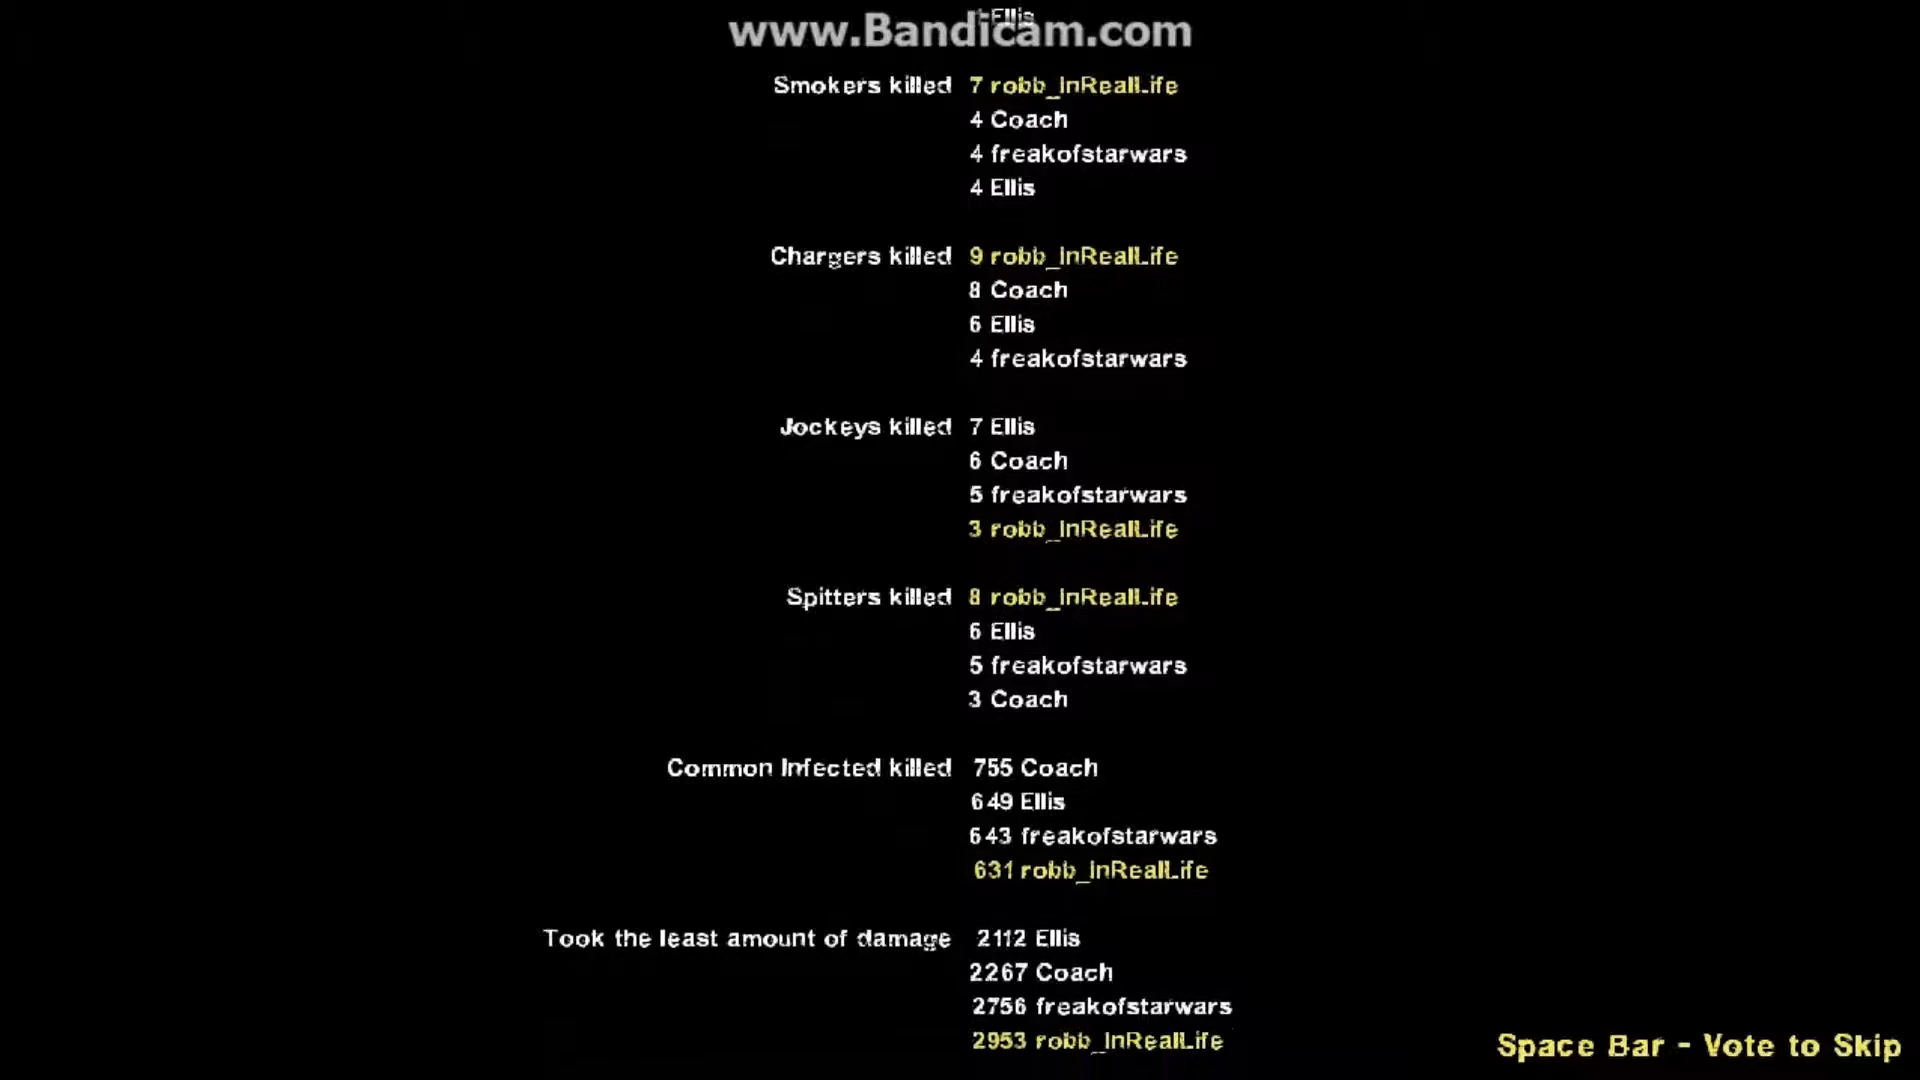 Ellis
www.Bandicam.com
Smokers killed 7 robb_InRealLife
4 Coach
4 freakofstarwars
4 Ellis
Chargers killed 9 robb_InRealLife
8 Coach
6 Ellis
4 freakofstarwars
Jockeys killed 7 Ellis
6 Coach
5 freakofstarwars
3 robb_InRealLife
Spitters killed 8 robb_InRealLife
6 Ellis
5 freakofstarwars
3 Coach
Common Infected killed 755 Coach
649 Ellis
643 freakofstarwars
631 robb_InRealLife
Took the least amount of damage 2112 Ellis
2267 Coach
2756 freakofstarwars
2953 robb_InRealLife
Space Bar - Vote to Skip